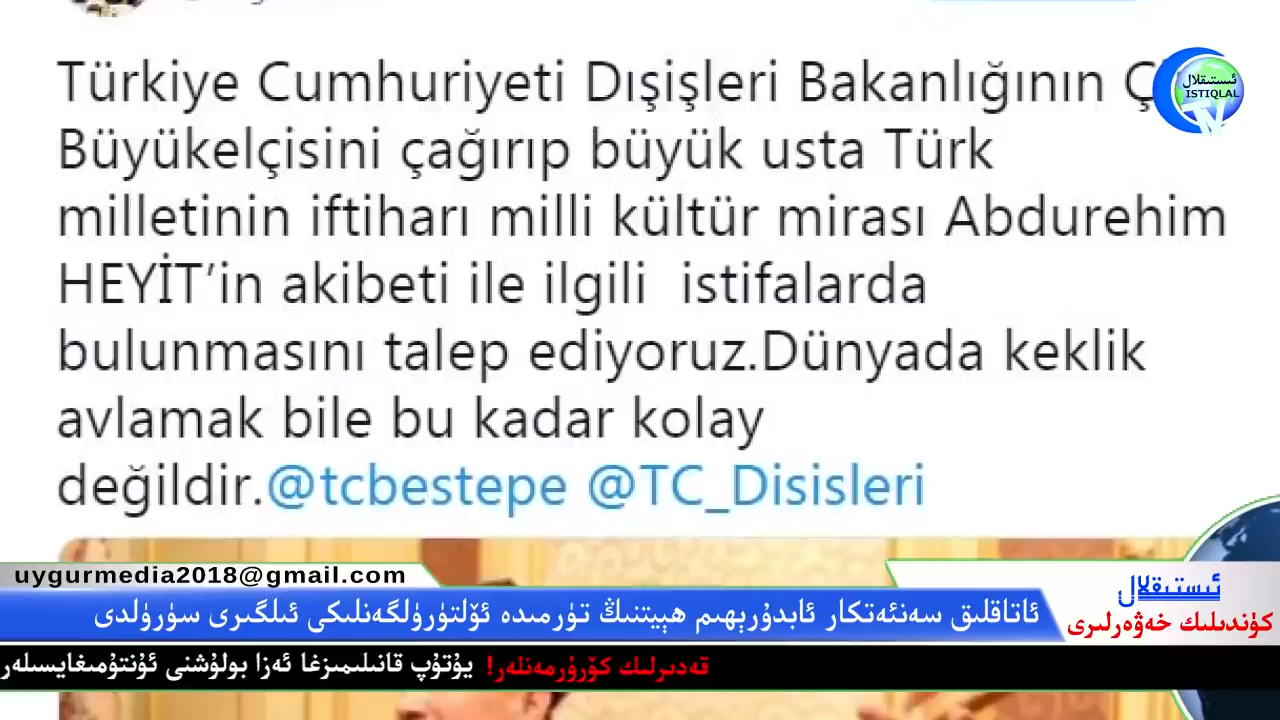 Türkiye Cumhuriyeti Dışişleri Bakanlığının
Büyükelçisini çağırıp büyük usta Türk
milletinin iftiharı milli kültür mirası Abdurehim
HEYİT’in akibeti ile ilgili istifalarda
bulunmasını talep ediyoruz.Dünyada keklik
avlamak bile bu kadar kolay
değildir.@tcbestepe @TC_Disisleri
ئىستىقلال
ISTIQLAL
TV
uygurmedia2018@gmail.com
ئىستىقلال
كۈندىلىك خەۋەرلىرى
ئاتاقلىق سەنئەتكار ئابدۇرېھىم ھېيتنىڭ تۈرمىدە ئۆلتۈرۈلگەنلىكى ئىلگىرى سۈرۈلدى
قەدىرلىك كۆرۈرمەنلەر! يۇتۇپ قانىلىمىزغا ئەزا بولۇشنى ئۇنتۇمىغايسىلەر